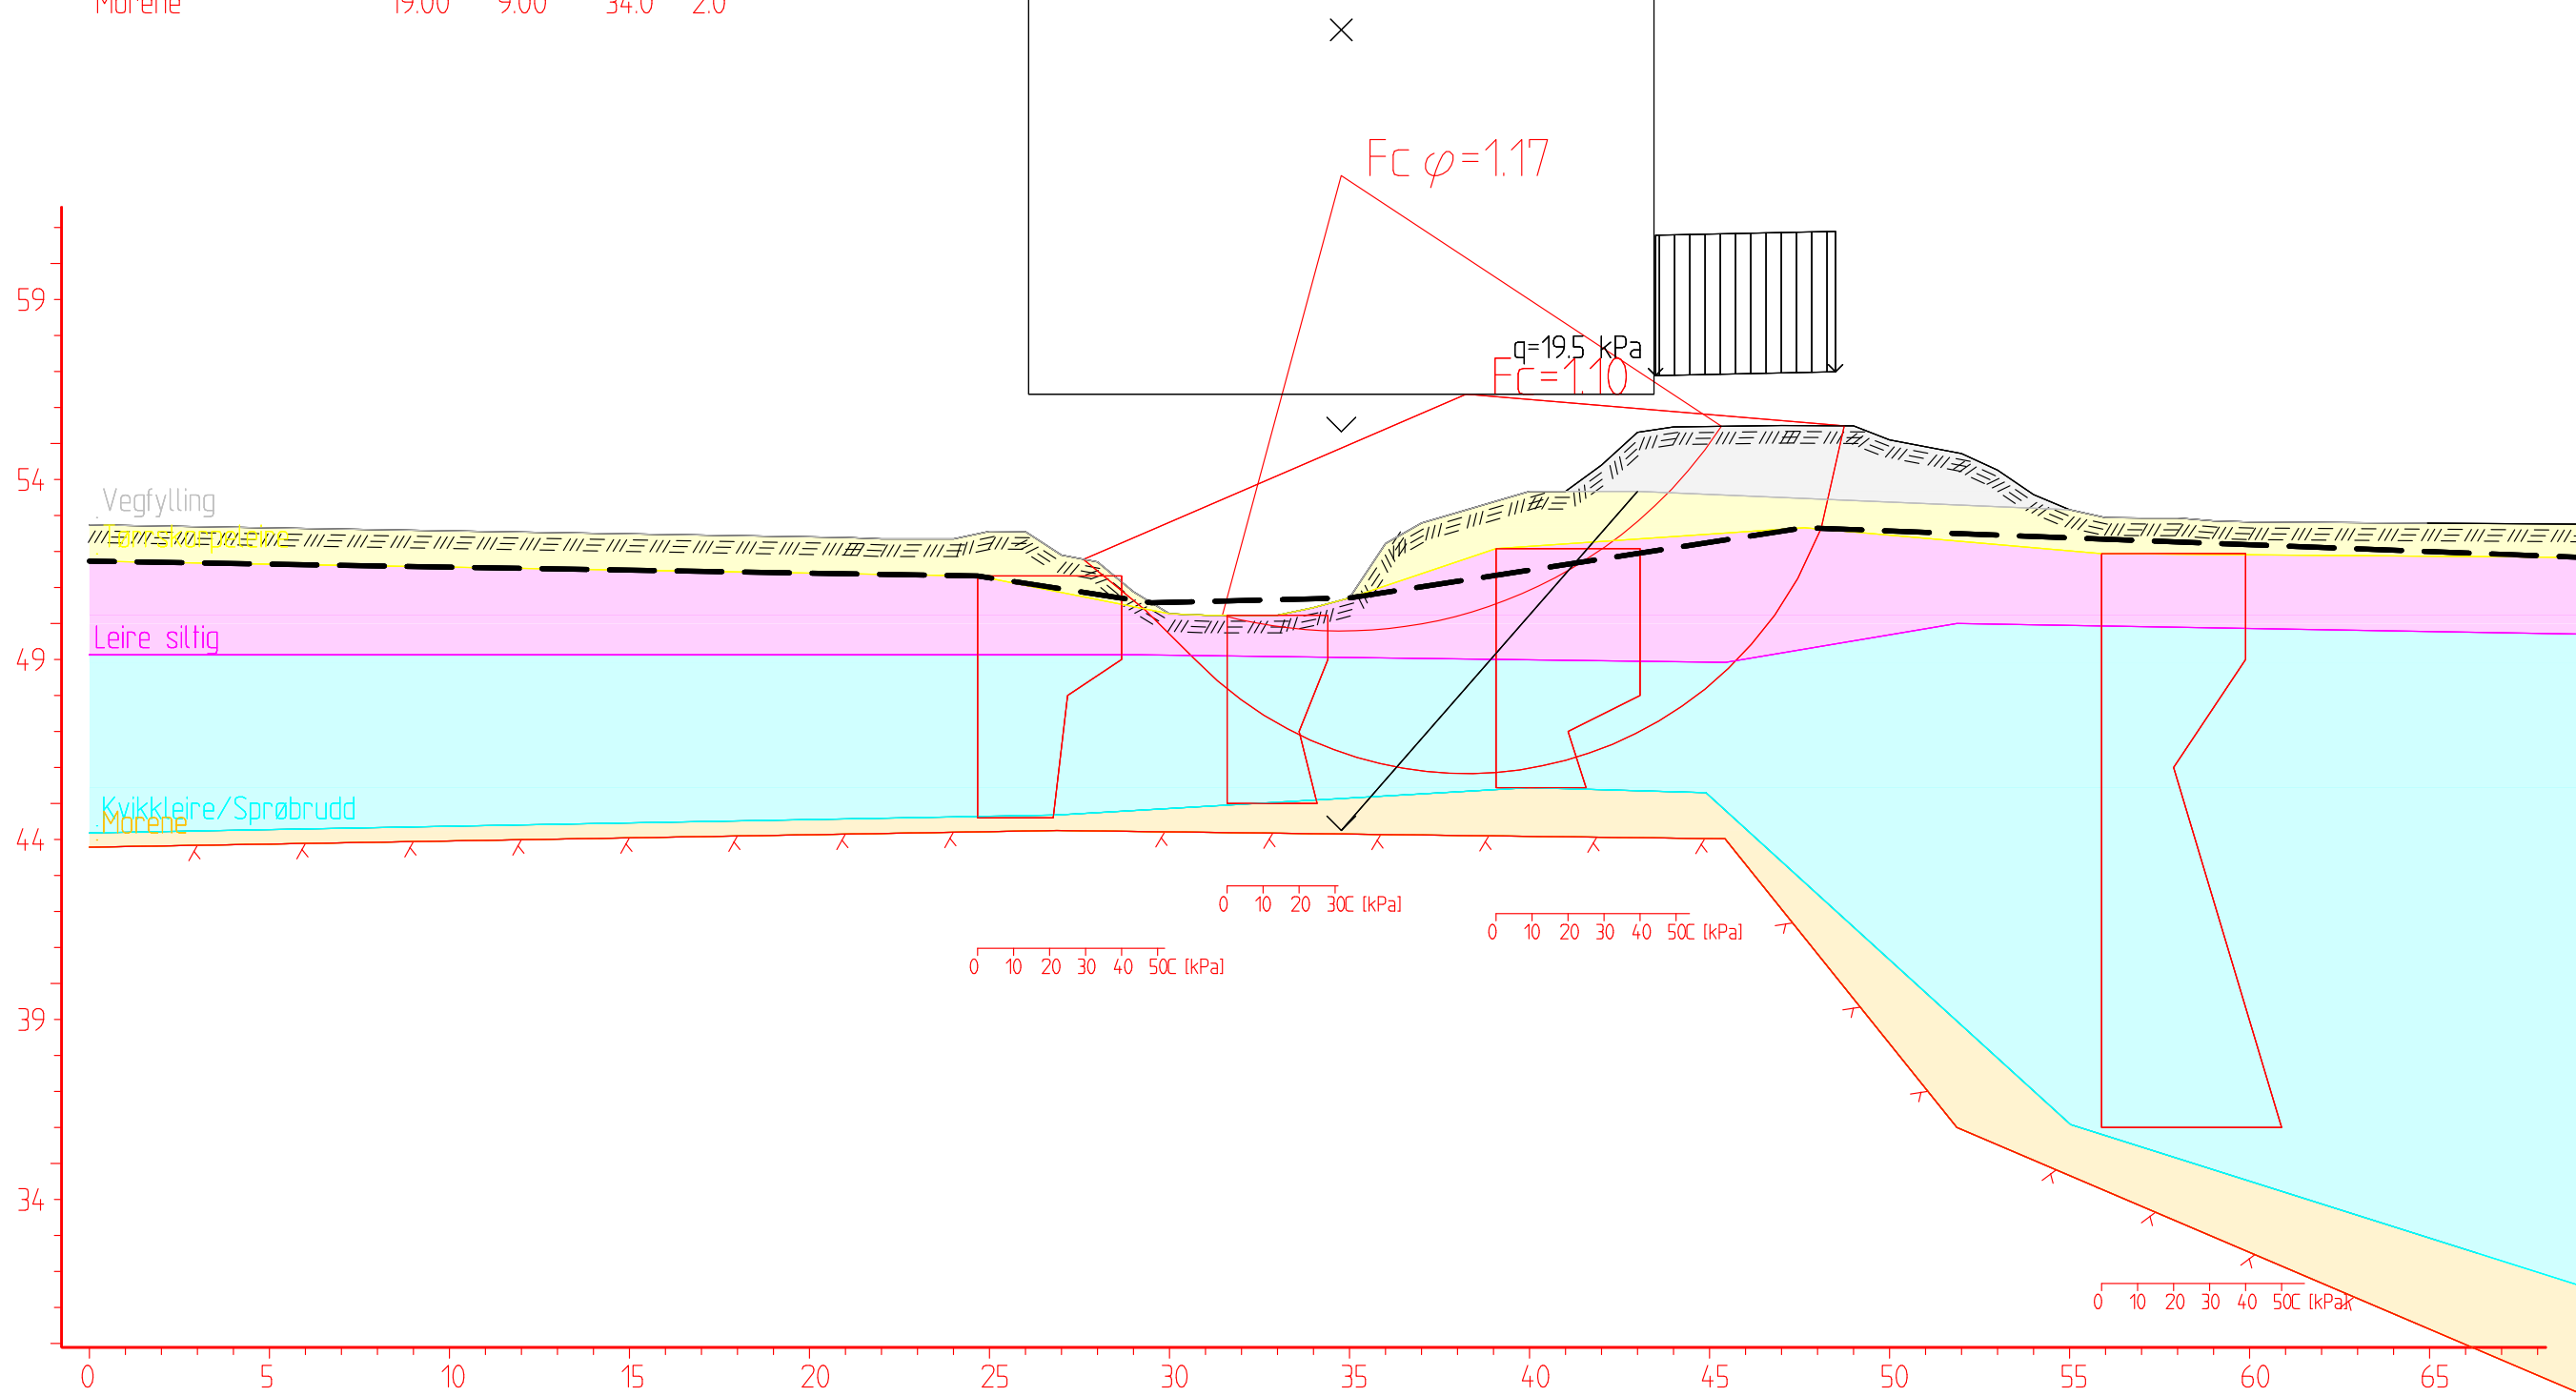 Morene 19.00 9.00 34.0 2.0
Fc φ=1.17
q=19.5 kPa
Fc=1.10
59
54
49
44
39
34
Vegfylling
Tørrskorpeleire
Leire siltig
Kvikkleire/Sprøbrudd
Morene
0 10 20 30C [kPa]
0 10 20 30 40 50C [kPa]
0 10 20 30 40 50C [kPa]
0 10 20 30 40 50C [kPa]
0 5 10 15 20 25 30 35 40 45 50 55 60 65